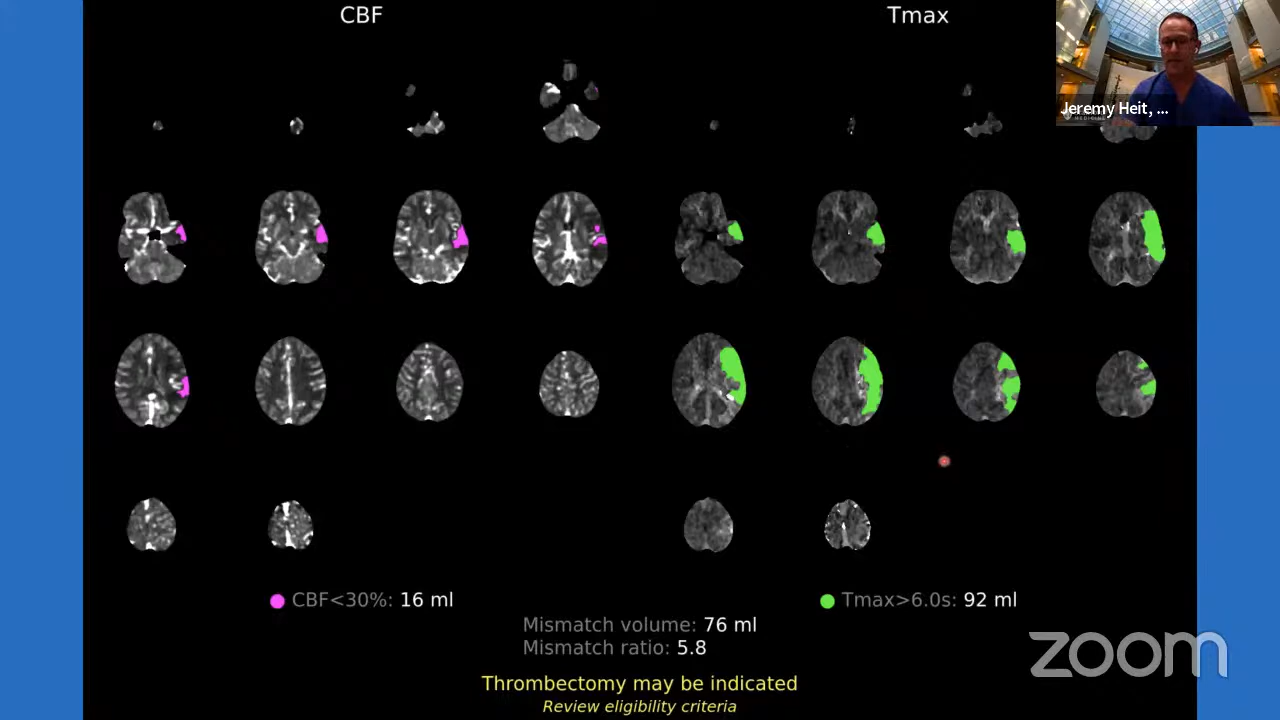 CBF
Tmax
Jeremy Heit, ...
MEDICINE
CBF<30%: 16 ml
Tmax>6.0s: 92 ml
Mismatch volume: 76 ml
Mismatch ratio: 5.8
zoom
Thrombectomy may be indicated
Review eligibility criteria